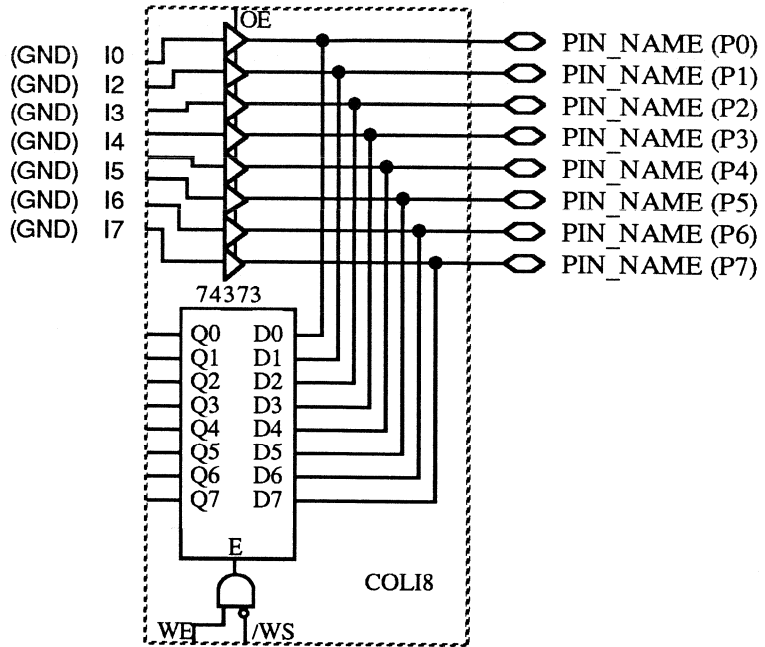 OE
(GND) I0 PIN_NAME (P0)
(GND) I2 PIN_NAME (P1)
(GND) I3 PIN_NAME (P2)
(GND) I4 PIN_NAME (P3)
(GND) I5 PIN_NAME (P4)
(GND) I6 PIN_NAME (P5)
(GND) I7 PIN_NAME (P6)
PIN_NAME (P7)
74373
Q0 D0
Q1 D1
Q2 D2
Q3 D3
Q4 D4
Q5 D5
Q6 D6
Q7 D7
E
COLI8
WE /WS